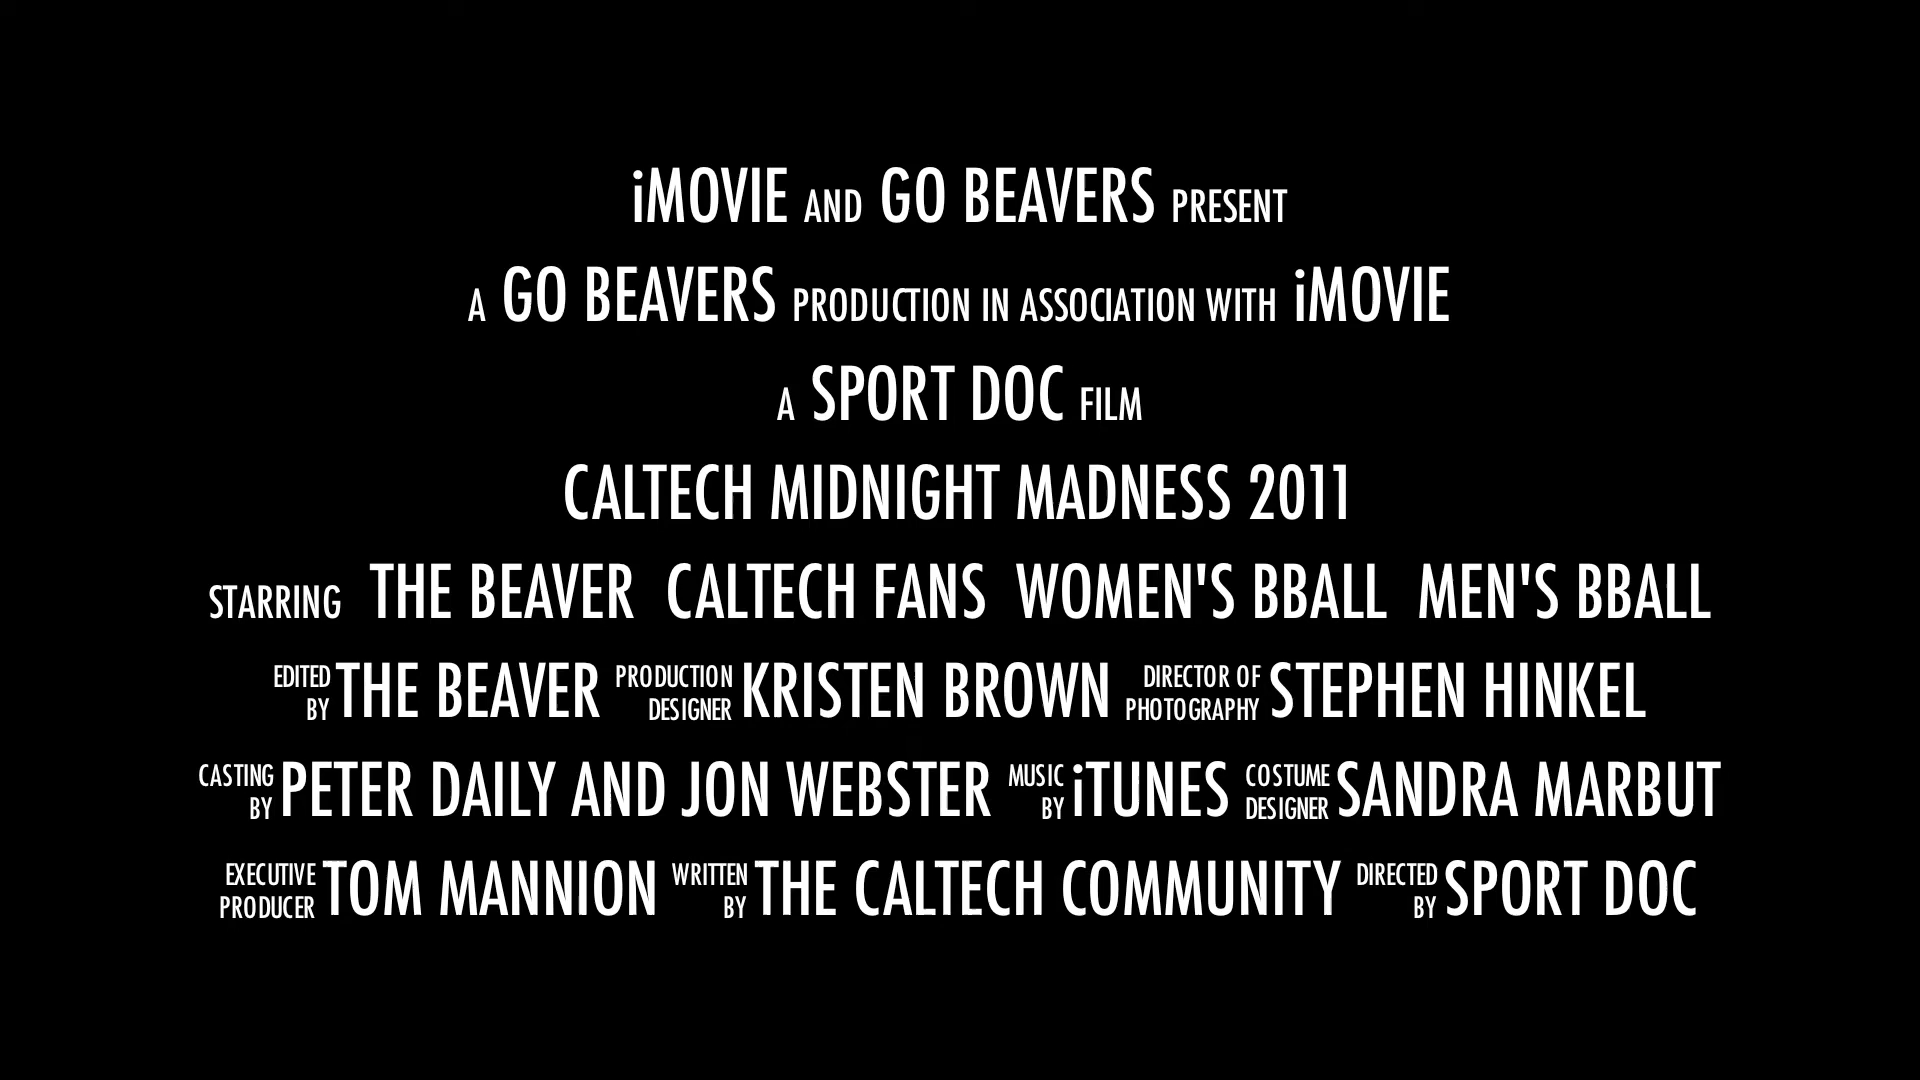 iMOVIE AND GO BEAVERS PRESENT
A GO BEAVERS PRODUCTION IN ASSOCIATION WITH iMOVIE
A SPORT DOC FILM
CALTECH MIDNIGHT MADNESS 2011
STARRING THE BEAVER CALTECH FANS WOMEN'S BBALL MEN'S BBALL
EDITED BY THE BEAVER PRODUCTION DESIGNER KRISTEN BROWN DIRECTOR OF PHOTOGRAPHY STEPHEN HINKEL
CASTING BY PETER DAILY AND JON WEBSTER MUSIC BY iTUNES COSTUME DESIGNER SANDRA MARBUT
EXECUTIVE PRODUCER TOM MANNION WRITTEN BY THE CALTECH COMMUNITY DIRECTED BY SPORT DOC